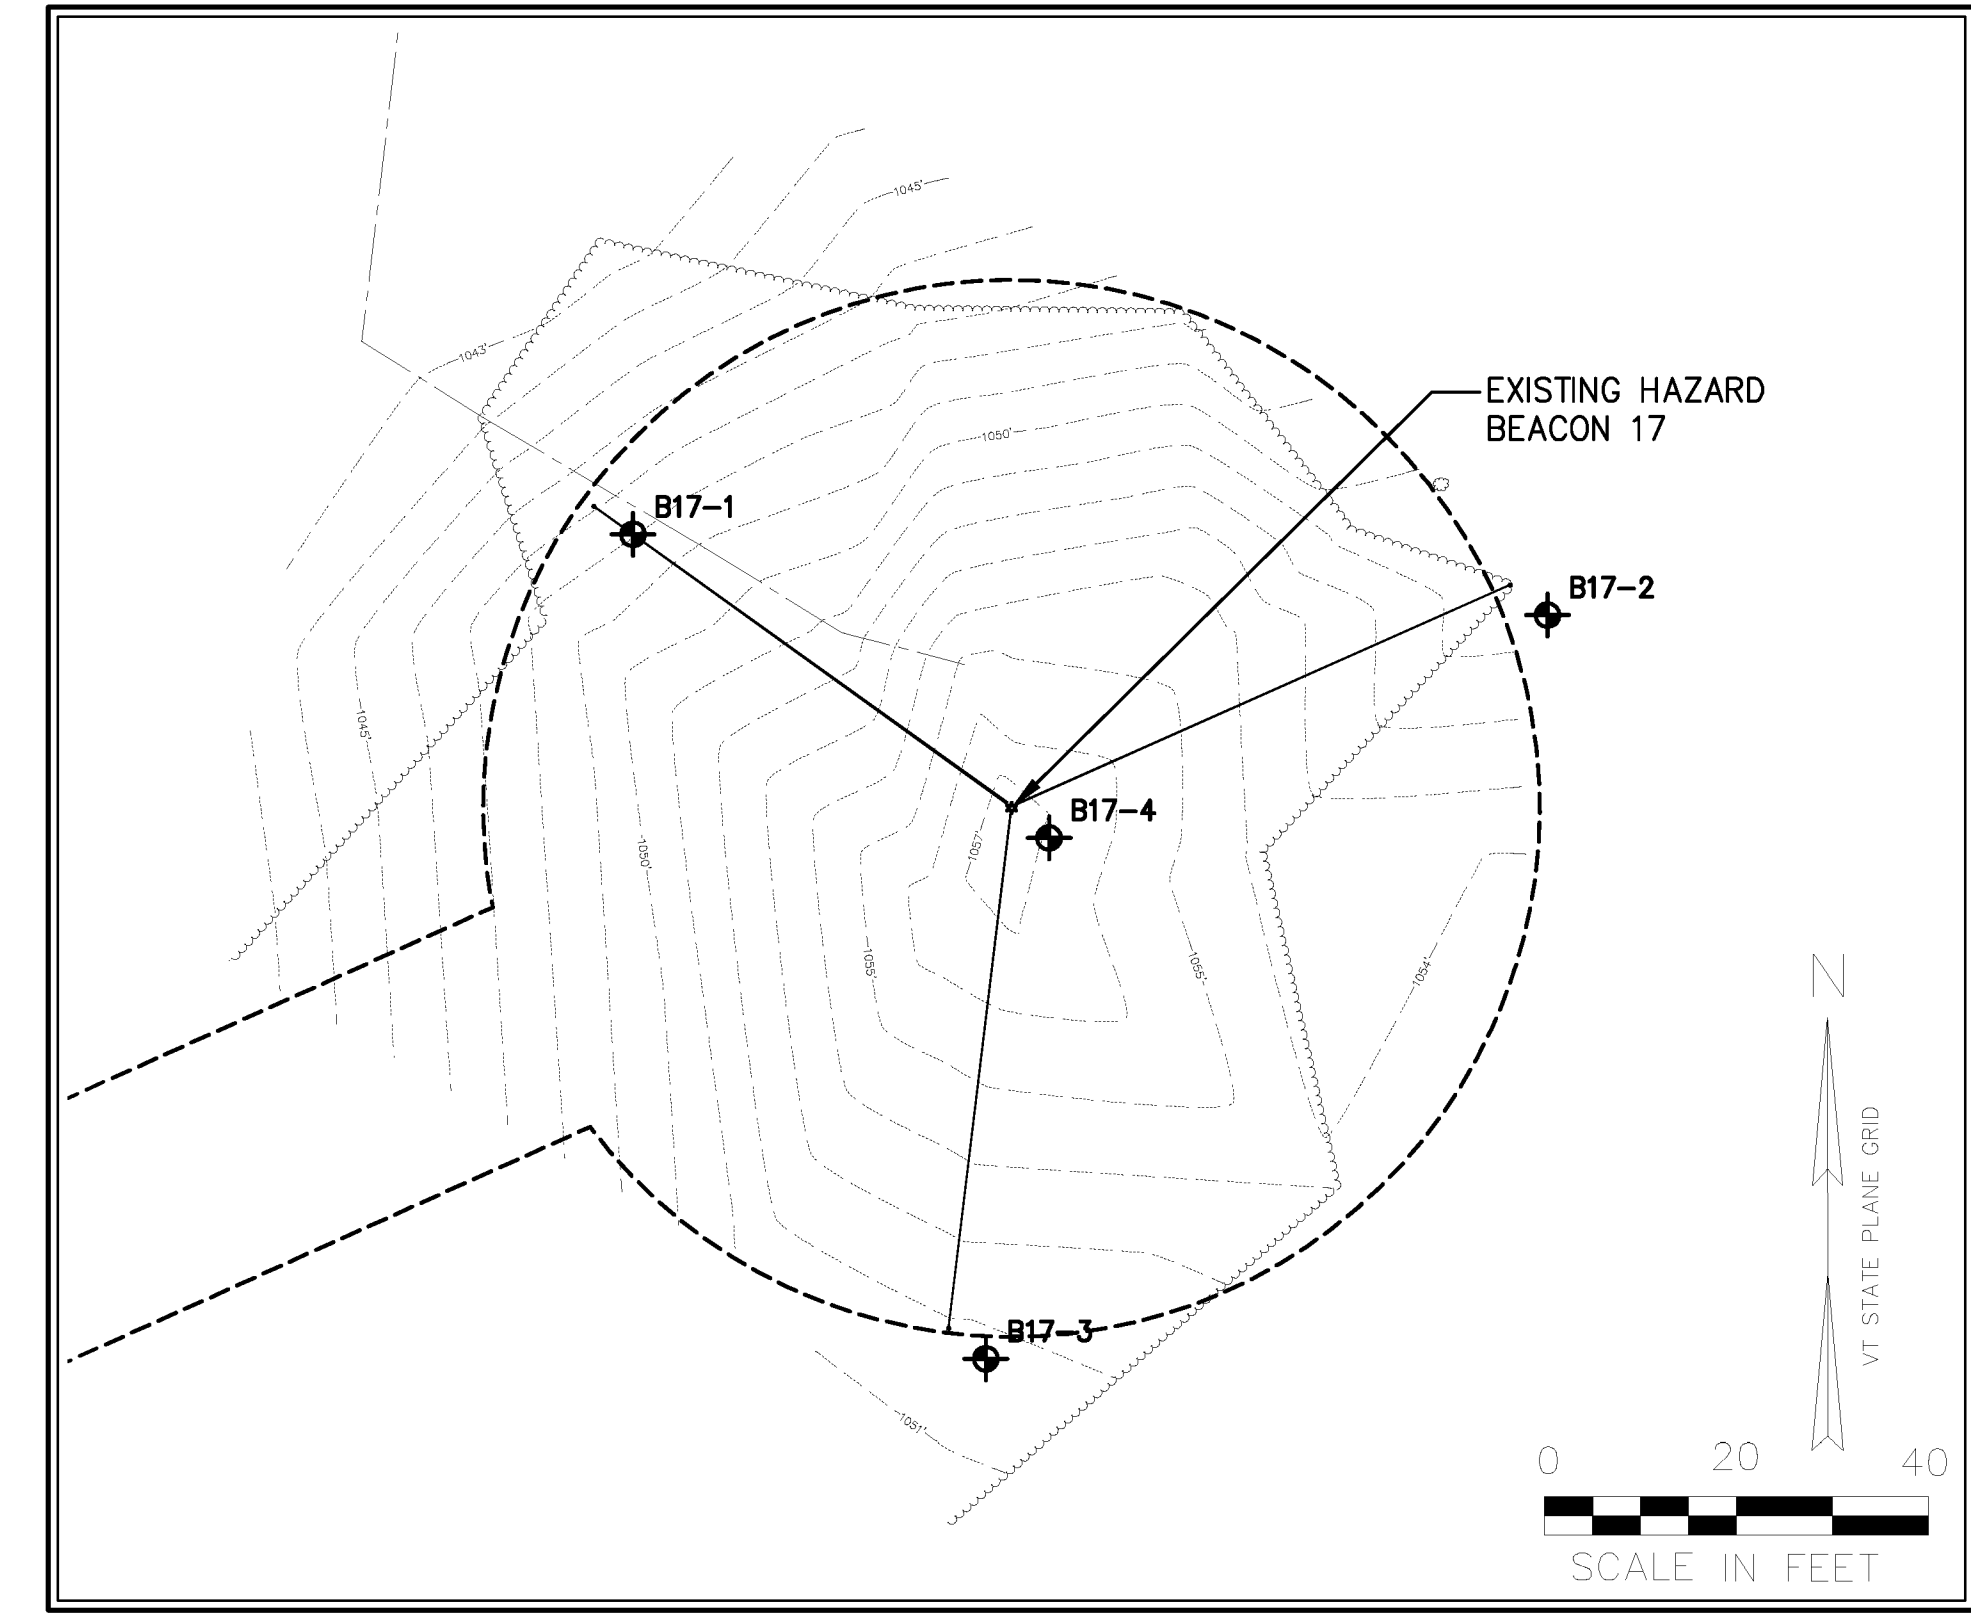 1045'
1043'
EXISTING HAZARD
BEACON 17
1050'
B17-1
B17-2
1045'
B17-4
1057'
1050'
1055'
1055'
1054'
N
VT STATE PLANE GRID
B17-3
1051'
0 20 40
SCALE IN FEET